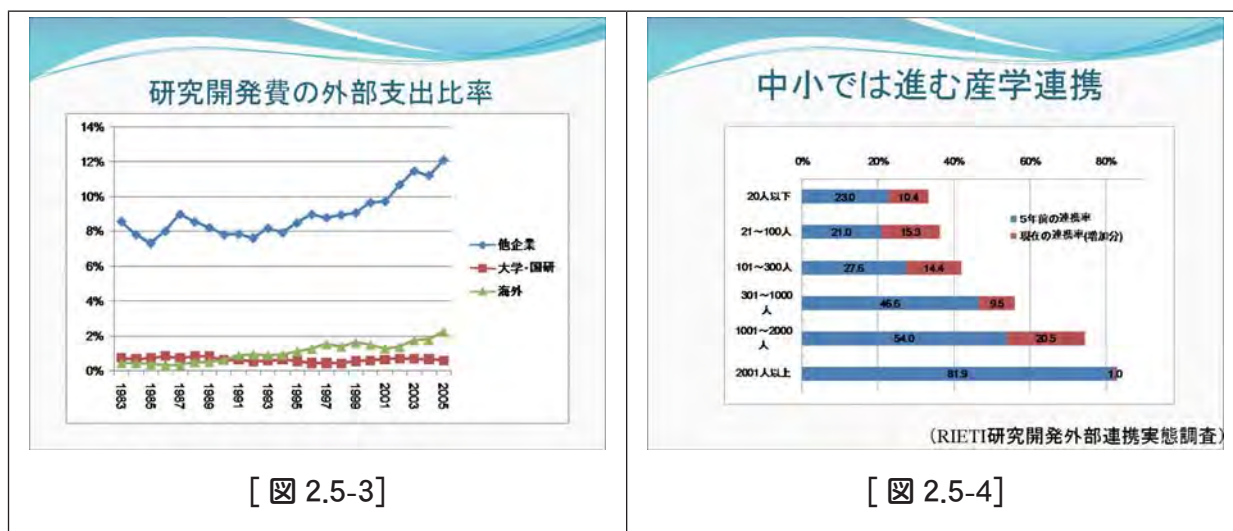 研究開発費の外部支出比率
14%
12%
10%
8%
6%
4%
2%
0%
1983
1985
1987
1989
1991
1993
1995
1997
1999
2001
2003
2005
他企業
大学・国研
海外
[ 図 2.5-3]
中小では進む産学連携
0% 20% 40% 60% 80%
20人以下 23.0 10.4
21～100人 21.0 15.3
101～300人 27.5 14.4
301～1000人 46.5 9.5
1001～2000人 54.0 20.5
2001人以上 81.9 1.0
5年前の連携率
現在の連携率(増加分)
(RIETI研究開発外部連携実態調査)
[ 図 2.5-4]